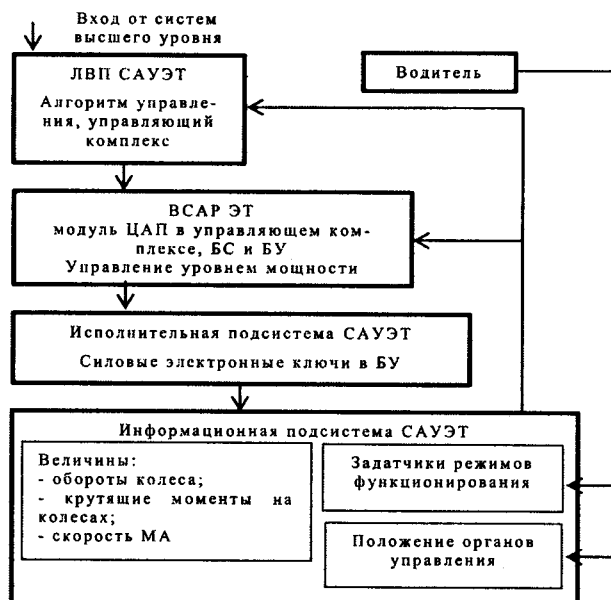 Вход от систем
высшего уровня
ЛВП САУЭТ
Алгоритм управле-
ния, управляющий
комплекс
Водитель
ВСАР ЭТ
модуль ЦАП в управляющем ком-
плексе, БС и БУ
Управление уровнем мощности
Исполнительная подсистема САУЭТ
Силовые электронные ключи в БУ
Информационная подсистема САУЭТ
Величины:
- обороты колеса;
- крутящие моменты на
колесах;
- скорость МА
Задатчики режимов
функционирования
Положение органов
управления